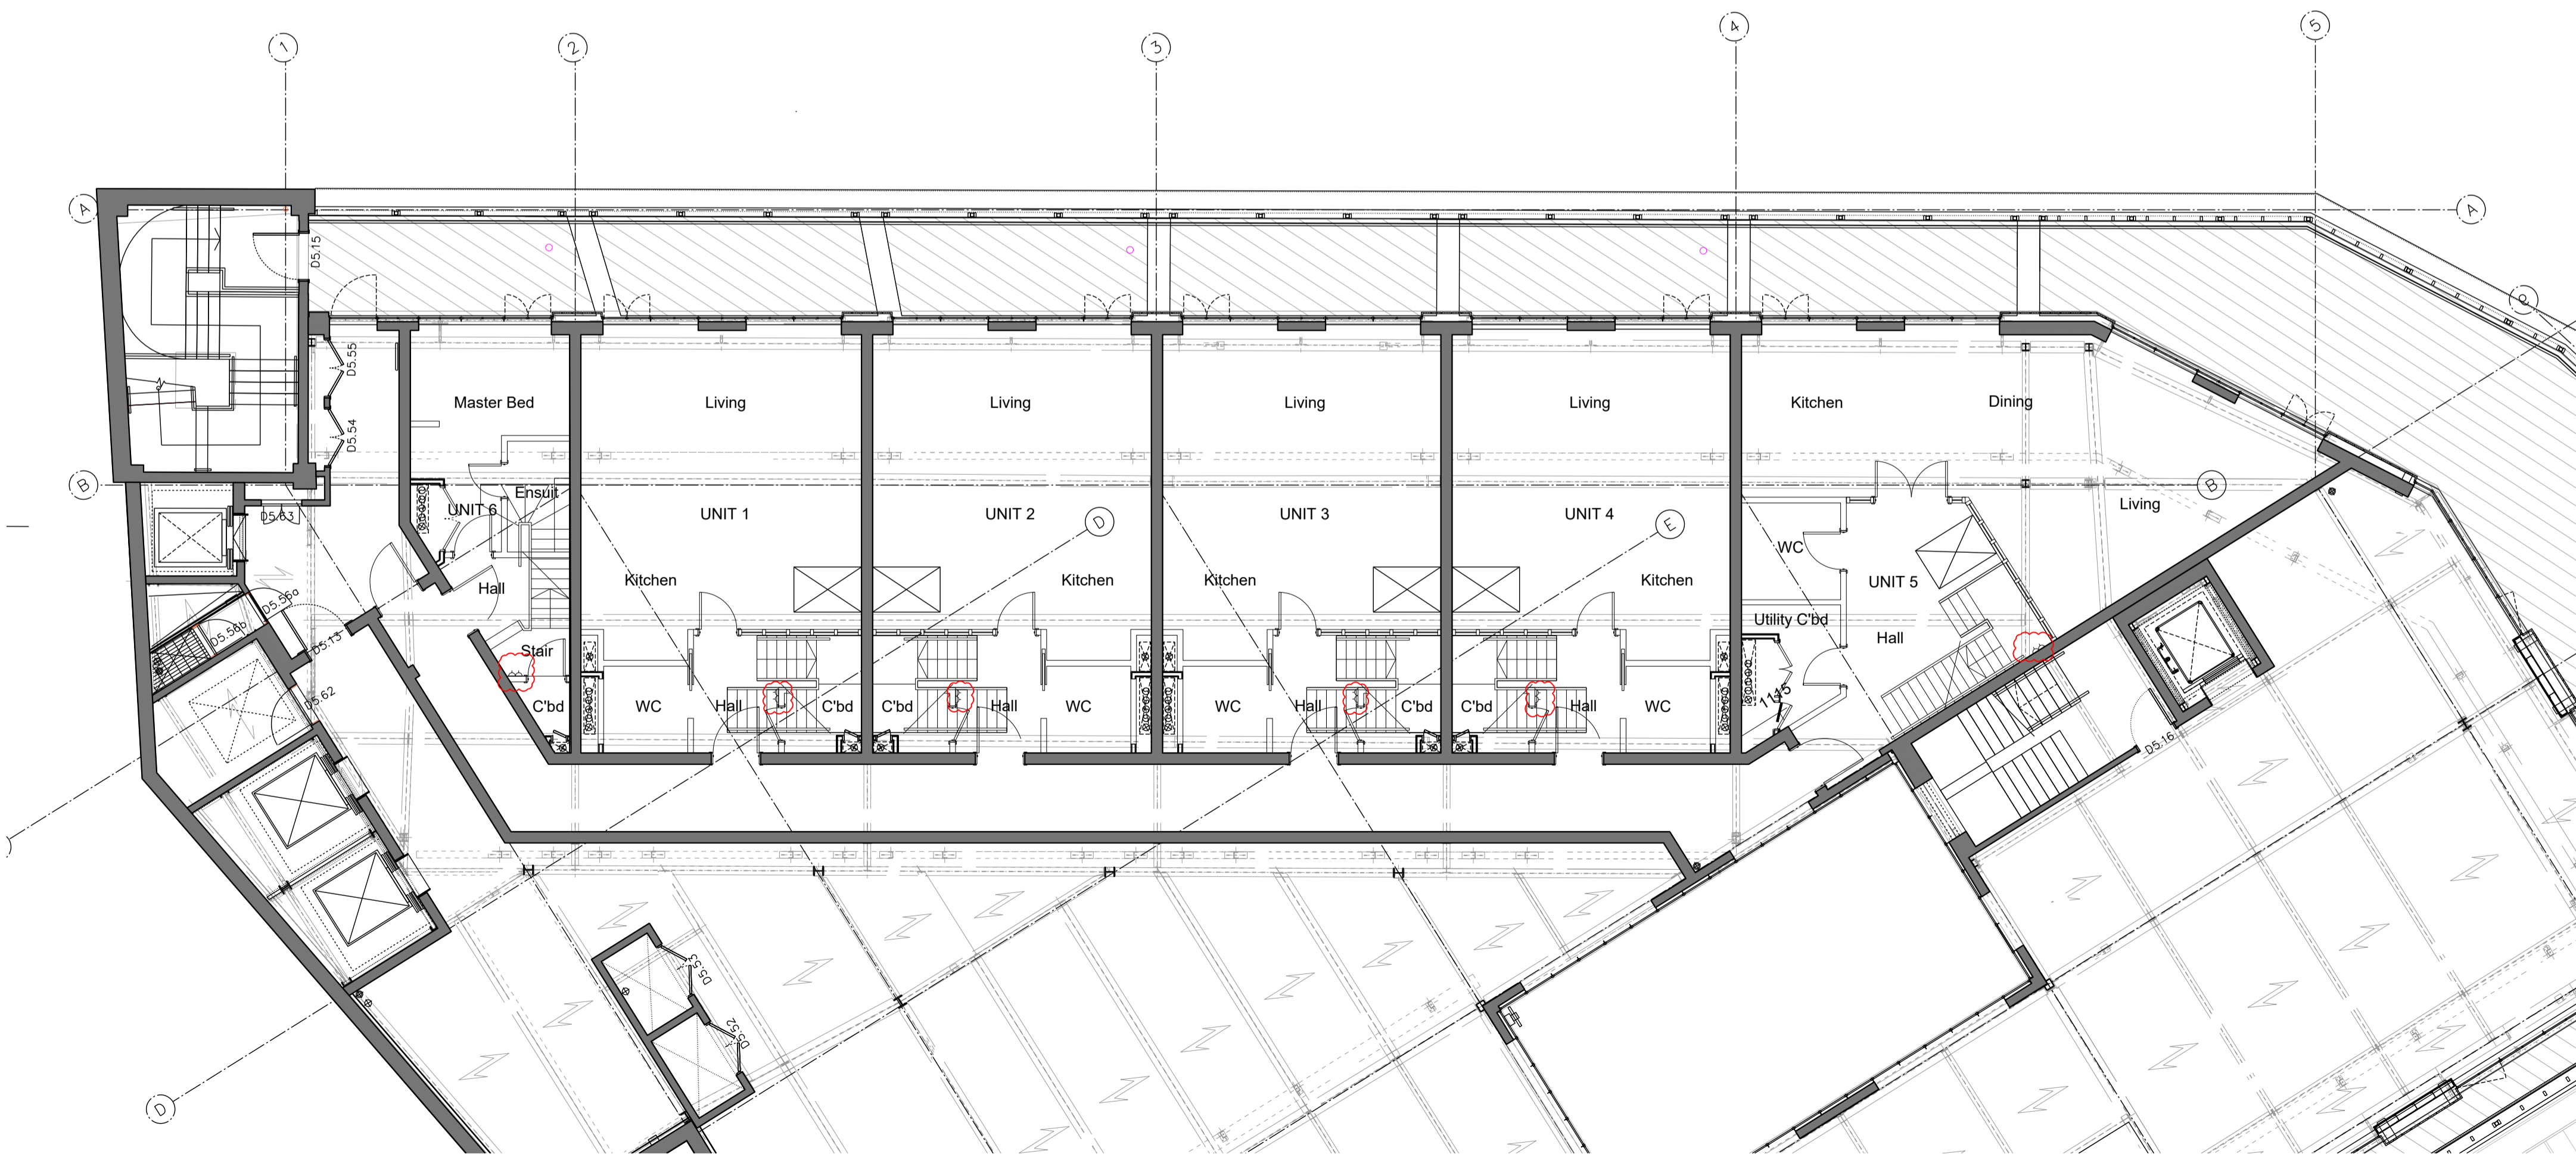 1
2
3
4
5
A
A
D5.15
D5.55
D5.54
Master Bed
Living
Living
Living
Living
Kitchen
Dining
B
B
D5.63
Ensuit
UNIT 6
UNIT 1
UNIT 2
D
UNIT 3
UNIT 4
E
Living
WC
Hall
Kitchen
Kitchen
Kitchen
Kitchen
UNIT 5
D5.56a
D5.56b
D5.13
Utility C'bd
Hall
Stair
D5.62
C'bd
WC
Hall
C'bd
C'bd
Hall
WC
WC
Hall
C'bd
C'bd
Hall
WC
D5.16
D5.53
D5.52
D